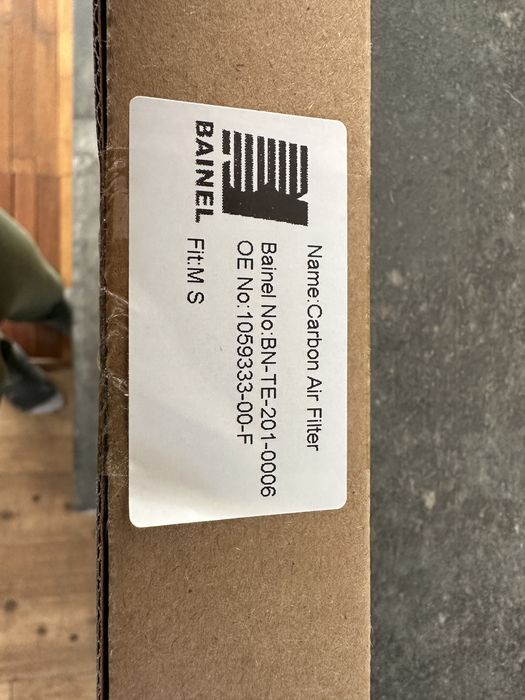 BAINEL
Name:Carbon Air Filter
Bainel No:BN-TE-201-0006
OE No:1059333-00-F
Fit:M S